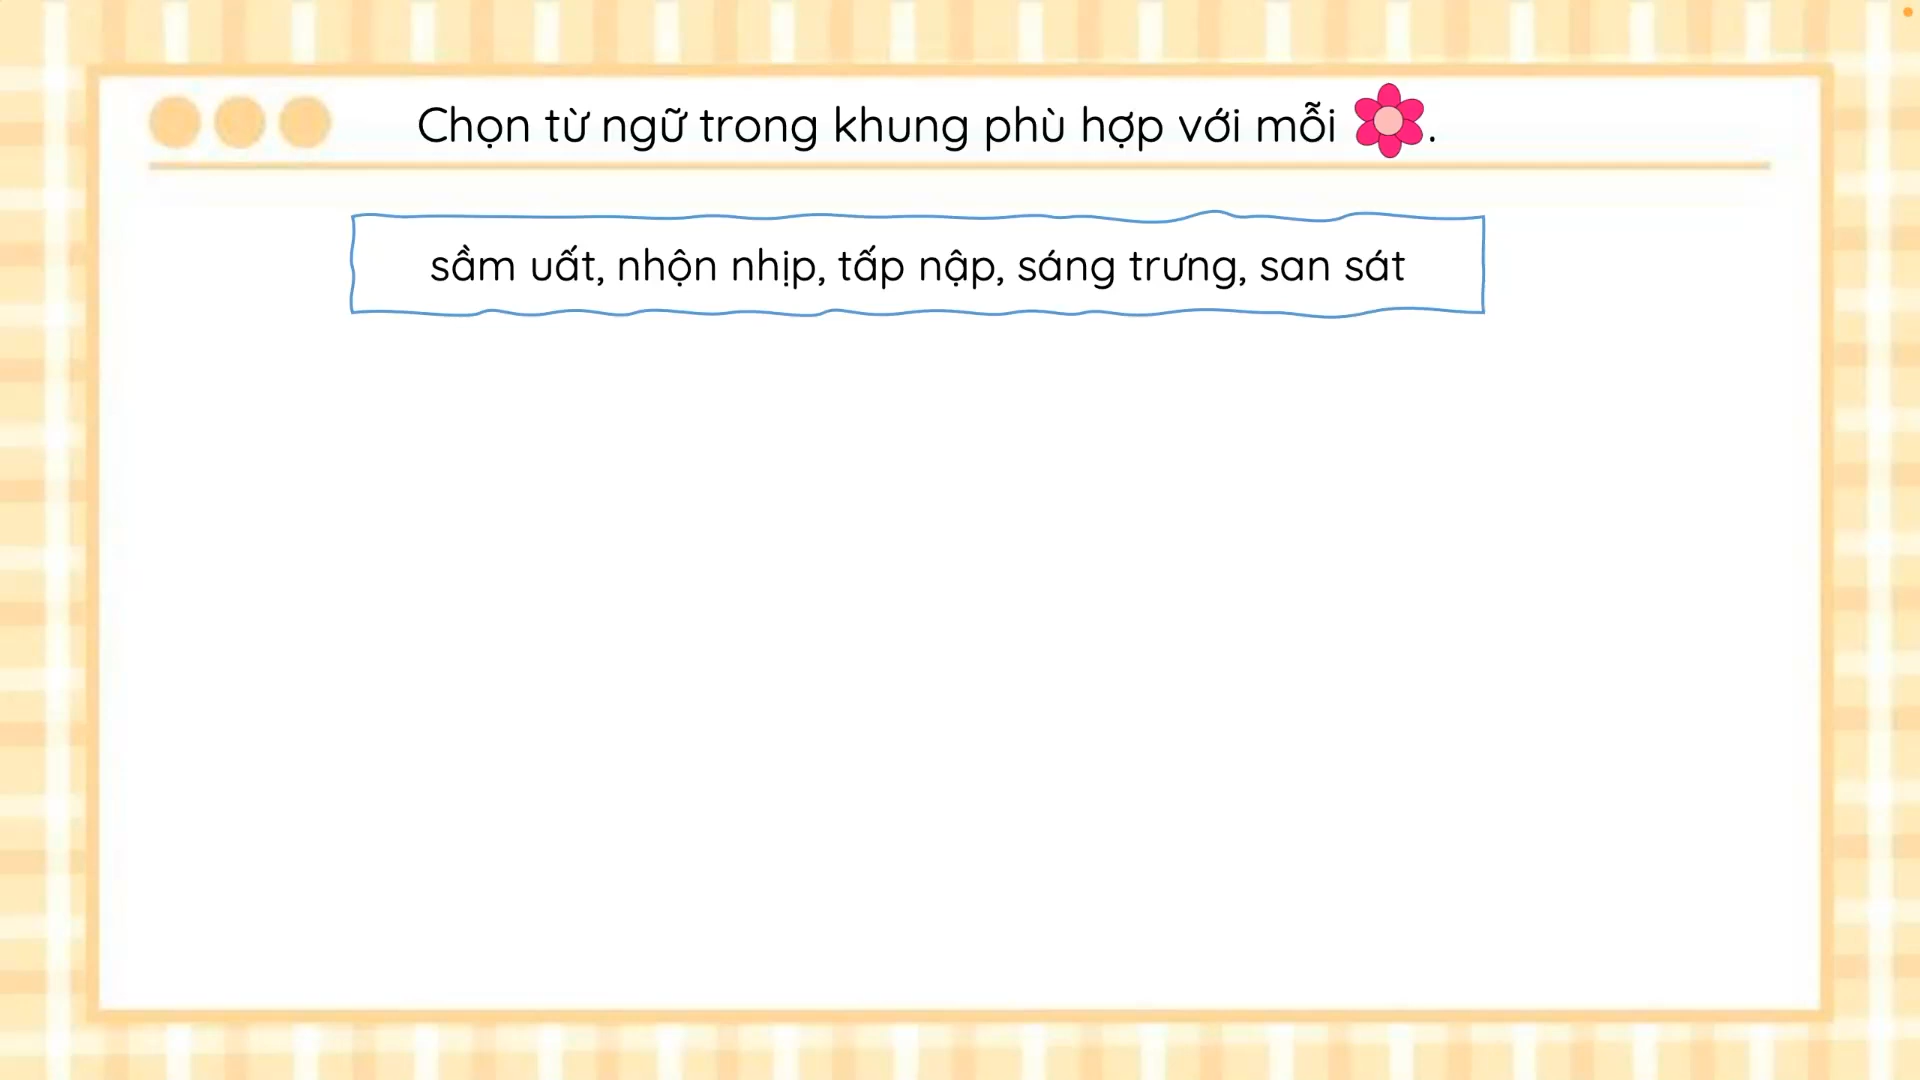 Chọn từ ngữ trong khung phù hợp với mỗi .
sầm uất, nhộn nhịp, tấp nập, sáng trưng, san sát